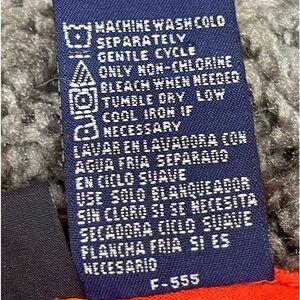 MACHINE WASH COLD
SEPARATELY
GENTLE CYCLE
ONLY NON-CHLORINE
BLEACH WHEN NEEDED
TUMBLE DRY LOW
COOL IRON IF
NECESSARY
LAVAR EN LAVADORA CON
AGUA FRIA SEPARADO
EN CICLO SUAVE
USE SOLO BLANQUEADOR
SIN CLORO SI SE NECESITA
SECADORA CICLO SUAVE
PLANCHA FRIA SI ES
NECESARIO
F-555